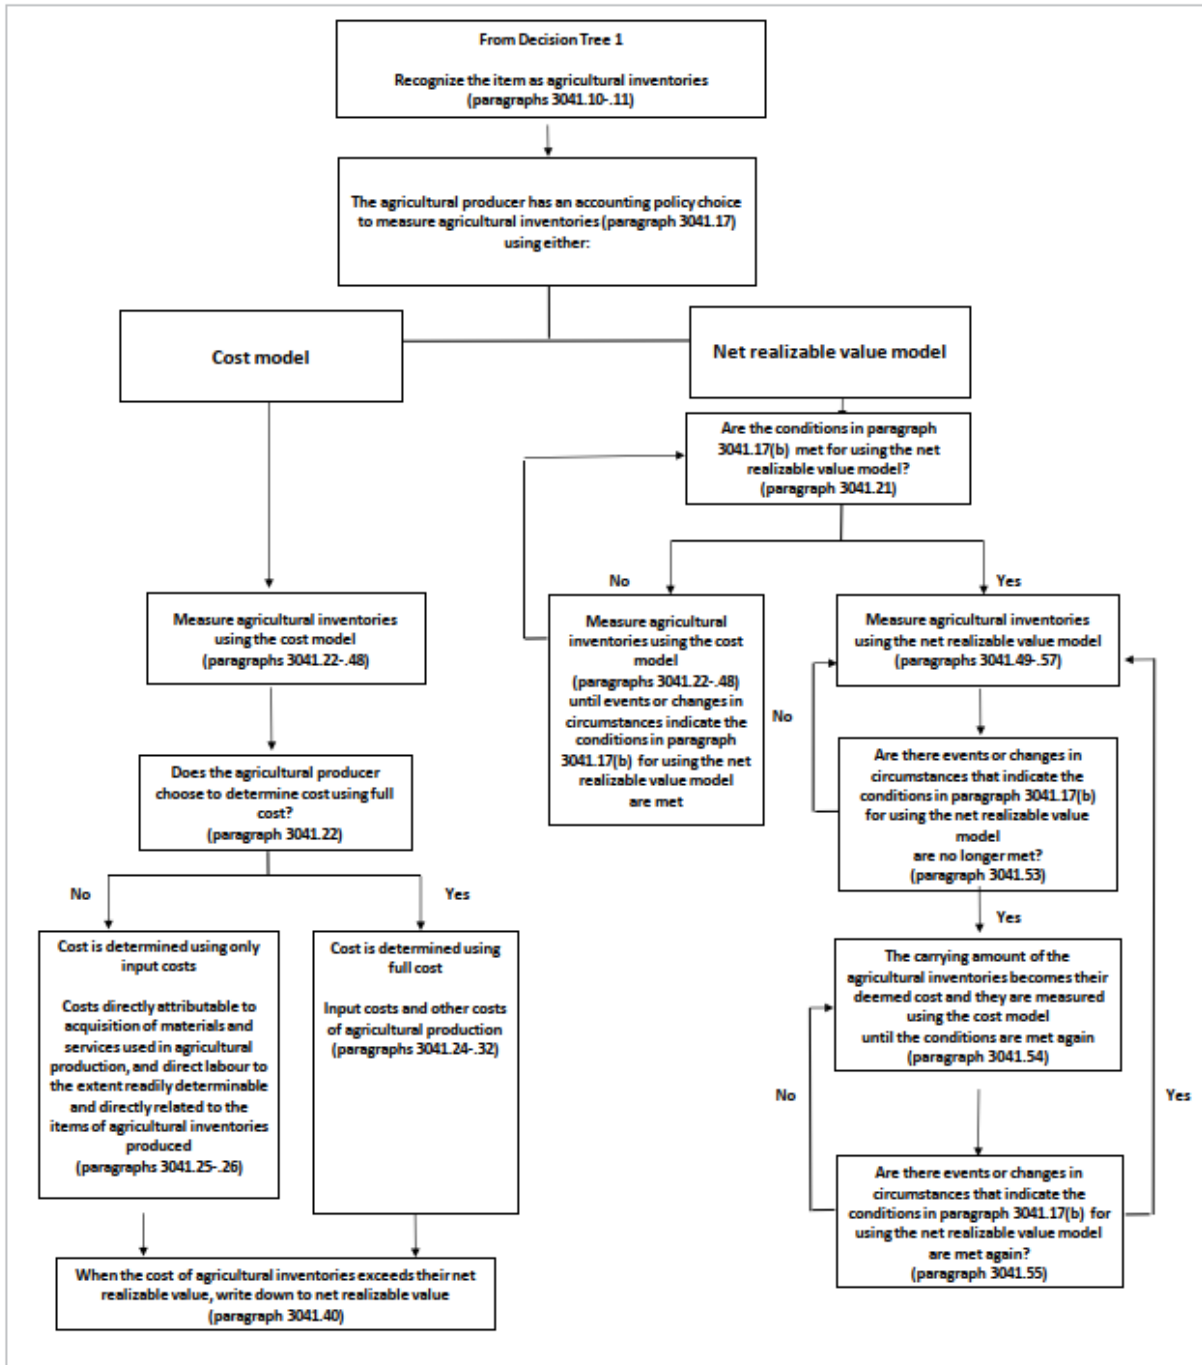 From Decision Tree 1
Recognize the item as agricultural inventories
(paragraphs 3041.10-.11)
The agricultural producer has an accounting policy choice
to measure agricultural inventories (paragraph 3041.17)
using either:
Cost model
Net realizable value model
Are the conditions in paragraph
3041.17(b) met for using the net
realizable value model?
(paragraph 3041.21)
No
Yes
Measure agricultural inventories
using the cost model
(paragraphs 3041.22-.48)
Measure agricultural
inventories using the cost
model
(paragraphs 3041.22-.48)
until events or changes in
circumstances indicate the
conditions in paragraph
3041.17(b) for using the net
realizable value model
are met
Measure agricultural inventories
using the net realizable value model
(paragraphs 3041.49-.57)
No
Are there events or changes in
circumstances that indicate the
conditions in paragraph 3041.17(b)
for using the net realizable value
model
are no longer met?
(paragraph 3041.53)
Does the agricultural producer
choose to determine cost using full
cost?
(paragraph 3041.22)
No
Yes
Yes
Cost is determined using only
input costs
Costs directly attributable to
acquisition of materials and
services used in agricultural
production, and direct labour to
the extent readily determinable
and directly related to the
items of agricultural inventories
produced
(paragraphs 3041.25-.26)
Cost is determined using
full cost
Input costs and other costs
of agricultural production
(paragraphs 3041.24-.32)
The carrying amount of the
agricultural inventories becomes their
deemed cost and they are measured
using the cost model
until the conditions are met again
(paragraph 3041.54)
No
Yes
Are there events or changes in
circumstances that indicate the
conditions in paragraph 3041.17(b) for
using the net realizable value model
are met again?
(paragraph 3041.55)
When the cost of agricultural inventories exceeds their net
realizable value, write down to net realizable value
(paragraph 3041.40)